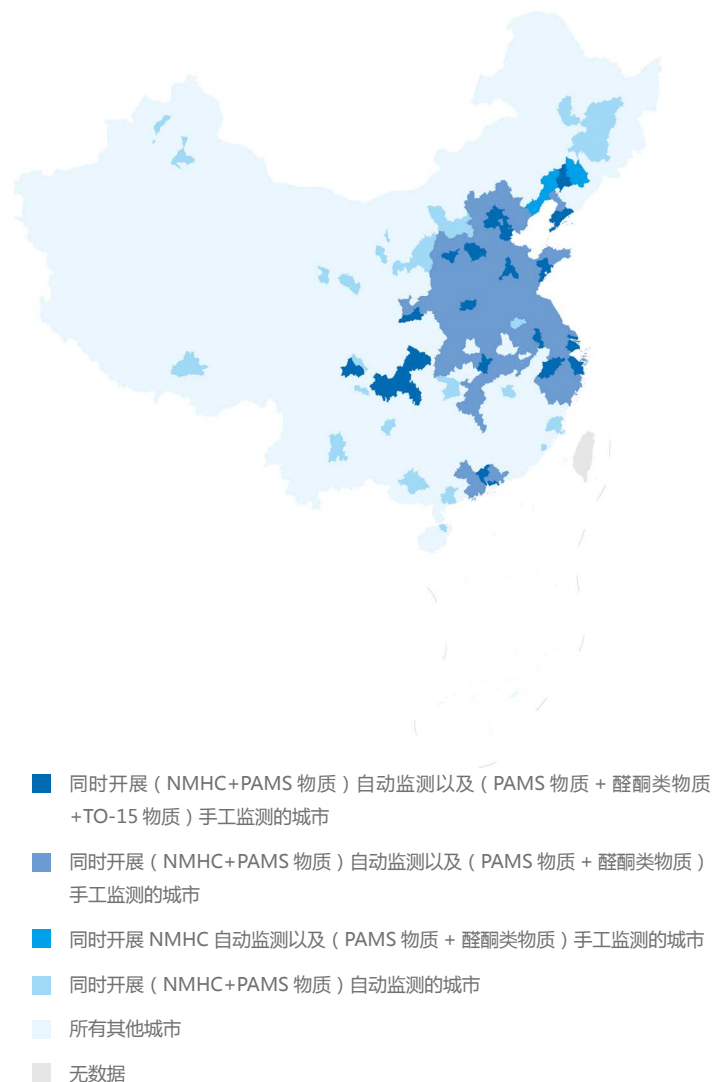 同时开展（NMHC+PAMS 物质）自动监测以及（PAMS 物质 + 醛酮类物质
+TO-15 物质）手工监测的城市
同时开展（NMHC+PAMS 物质）自动监测以及（PAMS 物质 + 醛酮类物质）
手工监测的城市
同时开展 NMHC 自动监测以及（PAMS 物质 + 醛酮类物质）手工监测的城市
同时开展（NMHC+PAMS 物质）自动监测的城市
所有其他城市
无数据